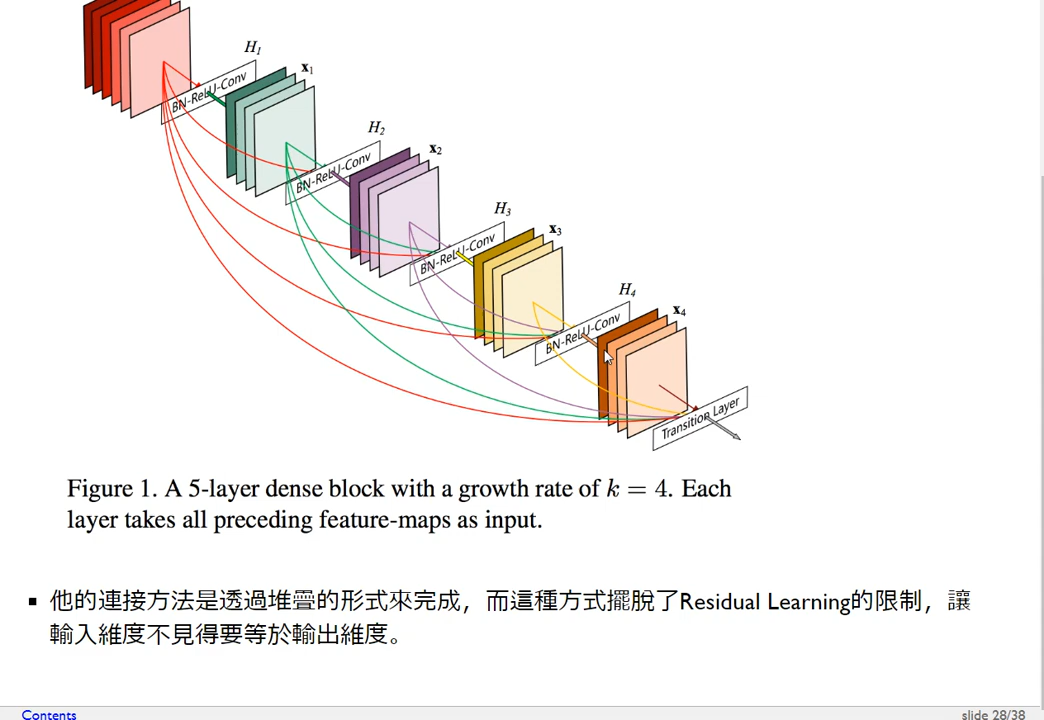 H1
BN-ReLU-Conv
x1
H2
BN-ReLU-Conv
x2
H3
BN-ReLU-Conv
x3
H4
BN-ReLU-Conv
x4
Transition Layer
Figure 1. A 5-layer dense block with a growth rate of k = 4. Each
layer takes all preceding feature-maps as input.
▪ 他的連接方法是透過堆疊的形式來完成，而這種方式擺脫了Residual Learning的限制，讓
輸入維度不見得要等於輸出維度。
Contents
slide 28/38